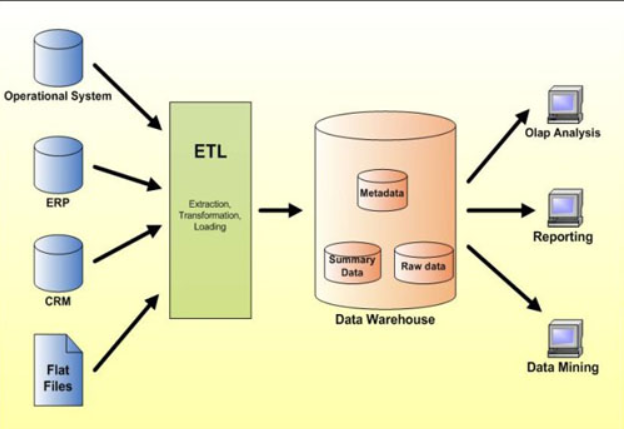 Operational System
ERP
CRM
Flat
Files
ETL
Extraction,
Transformation,
Loading
Metadata
Summary
Data
Raw data
Data Warehouse
Olap Analysis
Reporting
Data Mining